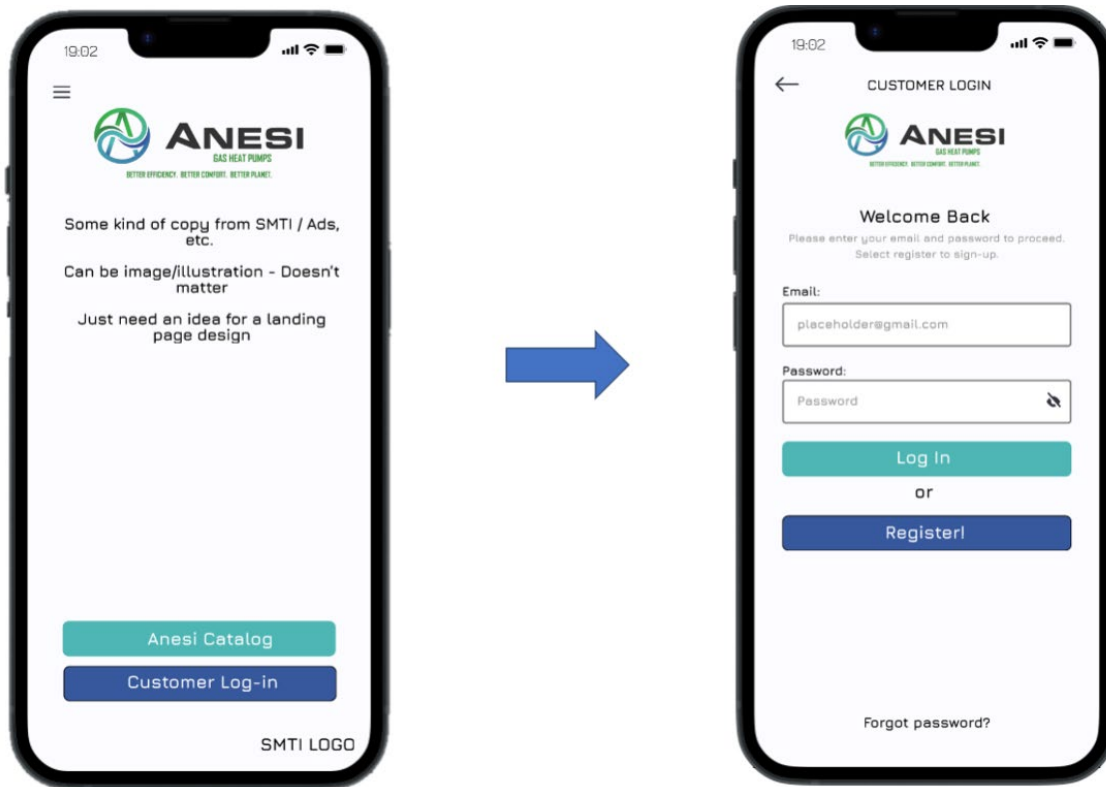 19:02
ANESI
GAS HEAT PUMPS
BETTER EFFICIENCY. BETTER COMFORT. BETTER PLANET.
Some kind of copy from SMTI / Ads,
etc.
Can be image/illustration - Doesn't
matter
Just need an idea for a landing
page design
Anesi Catalog
Customer Log-in
SMTI LOGO
19:02
CUSTOMER LOGIN
ANESI
GAS HEAT PUMPS
BETTER EFFICIENCY. BETTER COMFORT. BETTER PLANET.
Welcome Back
Please enter your email and password to proceed.
Select register to sign-up.
Email:
placeholder@gmail.com
Password:
Password
Log In
or
Register!
Forgot password?